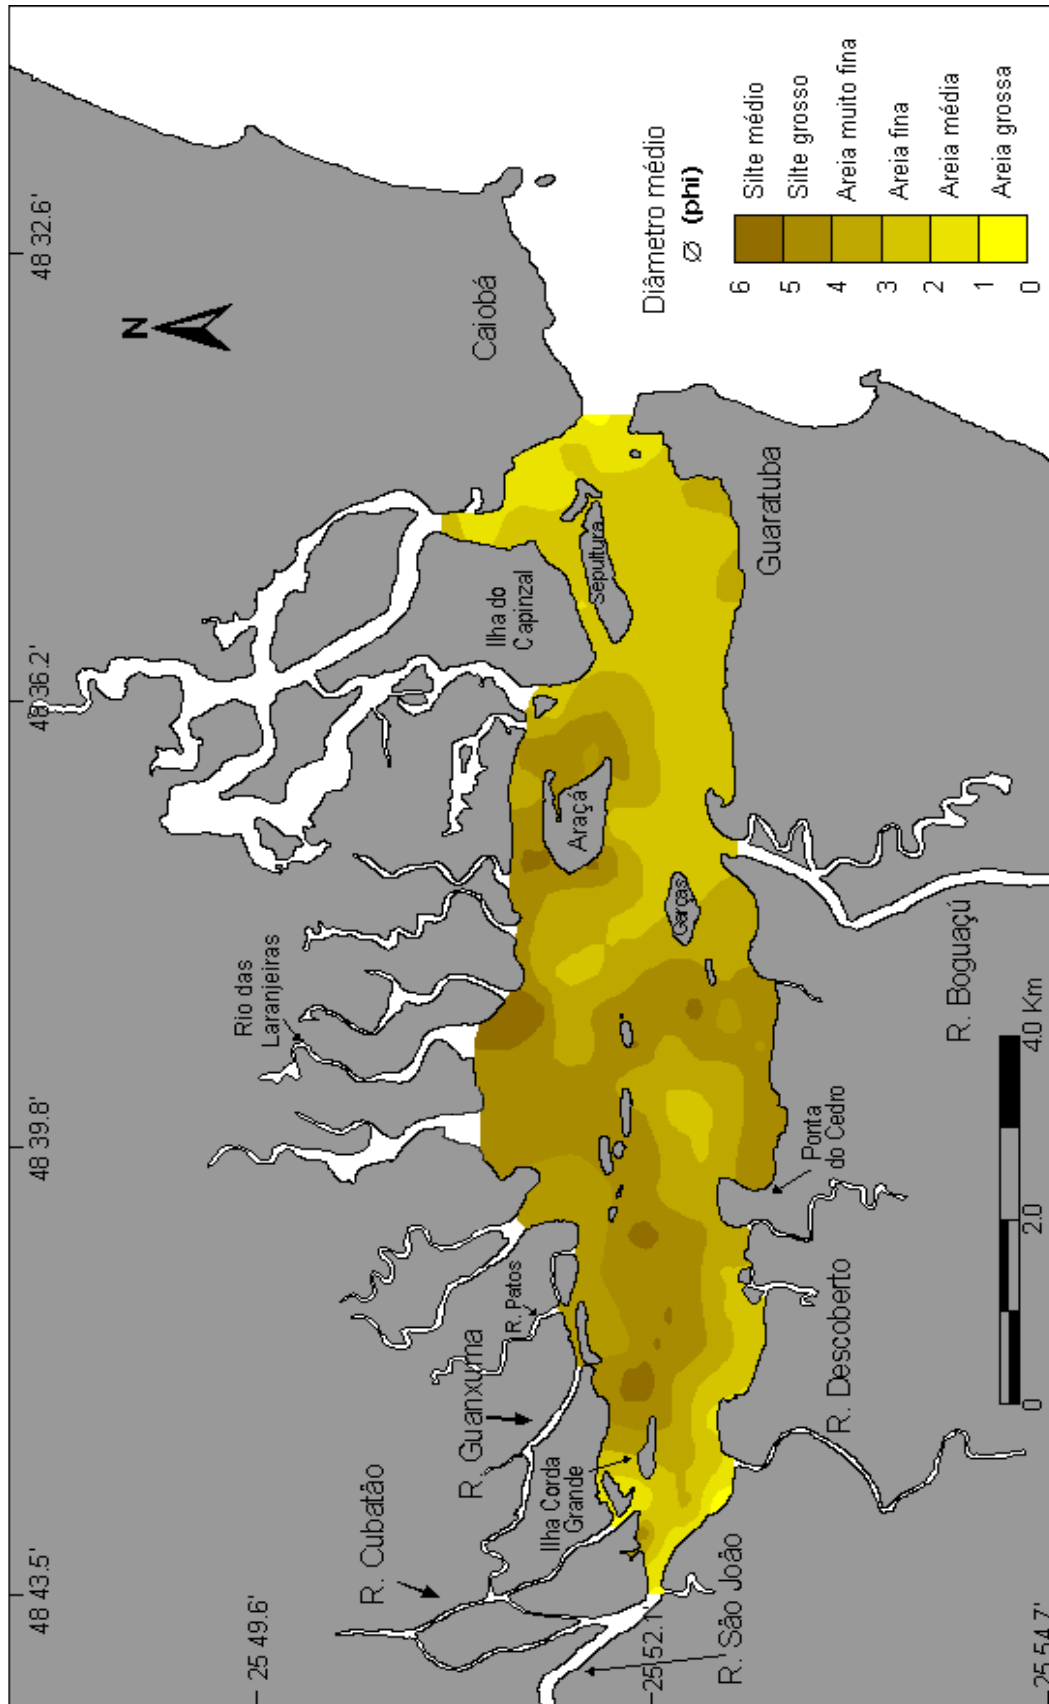 48 43.5'
48 39.8'
48 36.2'
48 32.6'
25 49.6'
25 52.1'
25 54.7'
N
R. Cubatão
R. Guanxuma
R. Patos
Rio das
Laranjeiras
Ilha do
Capinzal
Caiobá
Sepultura
Araçá
Garças
Guaratuba
Ilha Corda
Grande
R. São João
R. Descoberto
Ponta
do Cedro
R. Boguaçú
0
2.0
4.0 Km
Diâmetro médio
∅ (phi)
6
5
4
3
2
1
0
Silte médio
Silte grosso
Areia muito fina
Areia fina
Areia média
Areia grossa